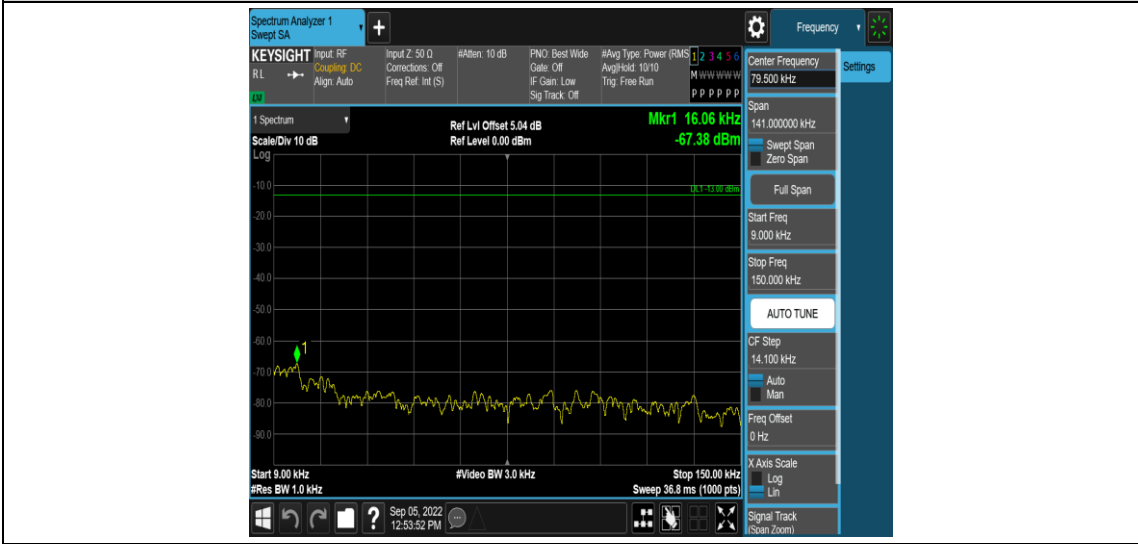 Spectrum Analyzer 1
Swept SA
Frequency
KEYSIGHT
RL
LNI
Input: RF
Coupling: DC
Align: Auto
Input Z: 50 Ω
Corrections: Off
Freq Ref: Int (S)
#Atten: 10 dB
PNO: Best Wide
Gate: Off
IF Gain: Low
Sig Track: Off
#Avg Type: Power (RMS
Avg|Hold: 10/10
Trig: Free Run
1 2 3 4 5 6
M W W W W W
P P P P P P
Center Frequency
79.500 kHz
Settings
Span
141.000000 kHz
Swept Span
Zero Span
Full Span
Start Freq
9.000 kHz
Stop Freq
150.000 kHz
AUTO TUNE
CF Step
14.100 kHz
Auto
Man
Freq Offset
0 Hz
X Axis Scale
Log
Lin
Signal Track
(Span Zoom)
1 Spectrum
Scale/Div 10 dB
Log
Ref Lvl Offset 5.04 dB
Ref Level 0.00 dBm
Mkr1 16.06 kHz
-67.38 dBm
DL1 -13.00 dBm
-10.0
-20.0
-30.0
-40.0
-50.0
-60.0
-70.0
-80.0
-90.0
1
Start 9.00 kHz
#Res BW 1.0 kHz
#Video BW 3.0 kHz
Stop 150.00 kHz
Sweep 36.8 ms (1000 pts)
Sep 05, 2022
12:53:52 PM